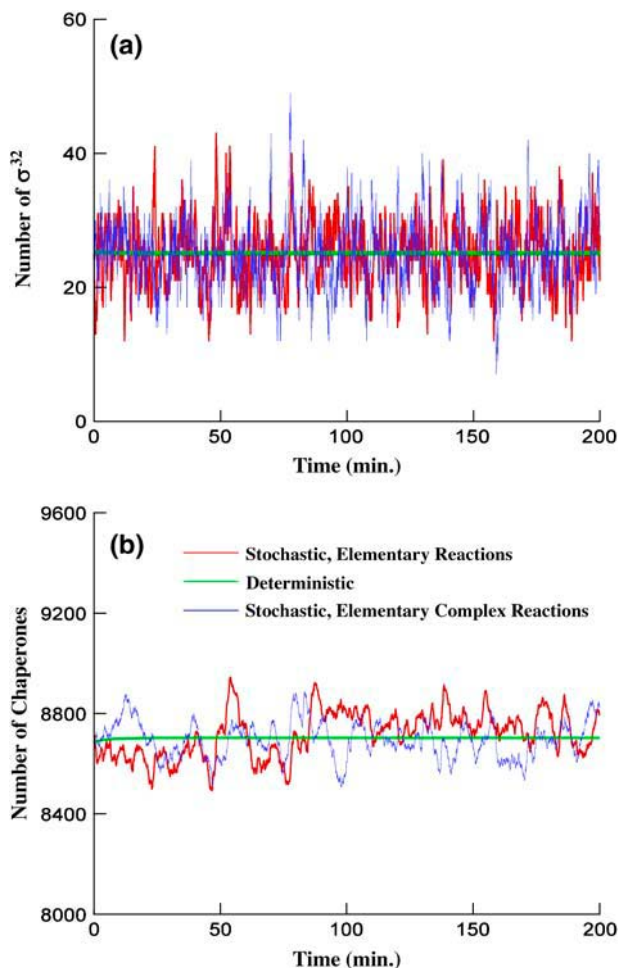 (a)
60
40
20
0
Number of σ³²
0 50 100 150 200
Time (min.)
(b)
9600
9200
8800
8400
8000
Number of Chaperones
Stochastic, Elementary Reactions
Deterministic
Stochastic, Elementary Complex Reactions
0 50 100 150 200
Time (min.)